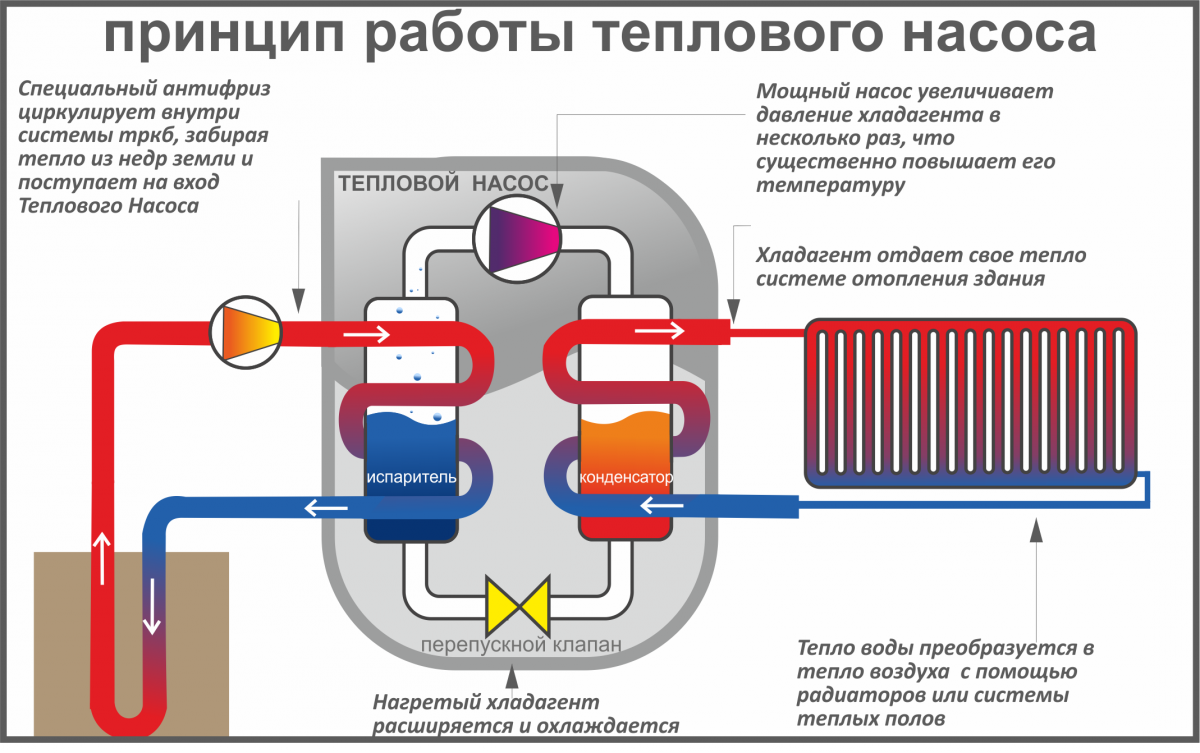 принцип работы теплового насоса
Специальный антифриз
циркулирует внутри
системы тркб, забирая
тепло из недр земли и
поступает на вход
Теплового Насоса
Мощный насос увеличивает
давление хладагента в
несколько раз, что
существенно повышает его
температуру
ТЕПЛОВОЙ НАСОС
Хладагент отдает свое тепло
системе отопления здания
испаритель
конденсатор
перепускной клапан
Нагретый хладагент
расширяется и охлаждается
Тепло воды преобразуется в
тепло воздуха с помощью
радиаторов или системы
теплых полов